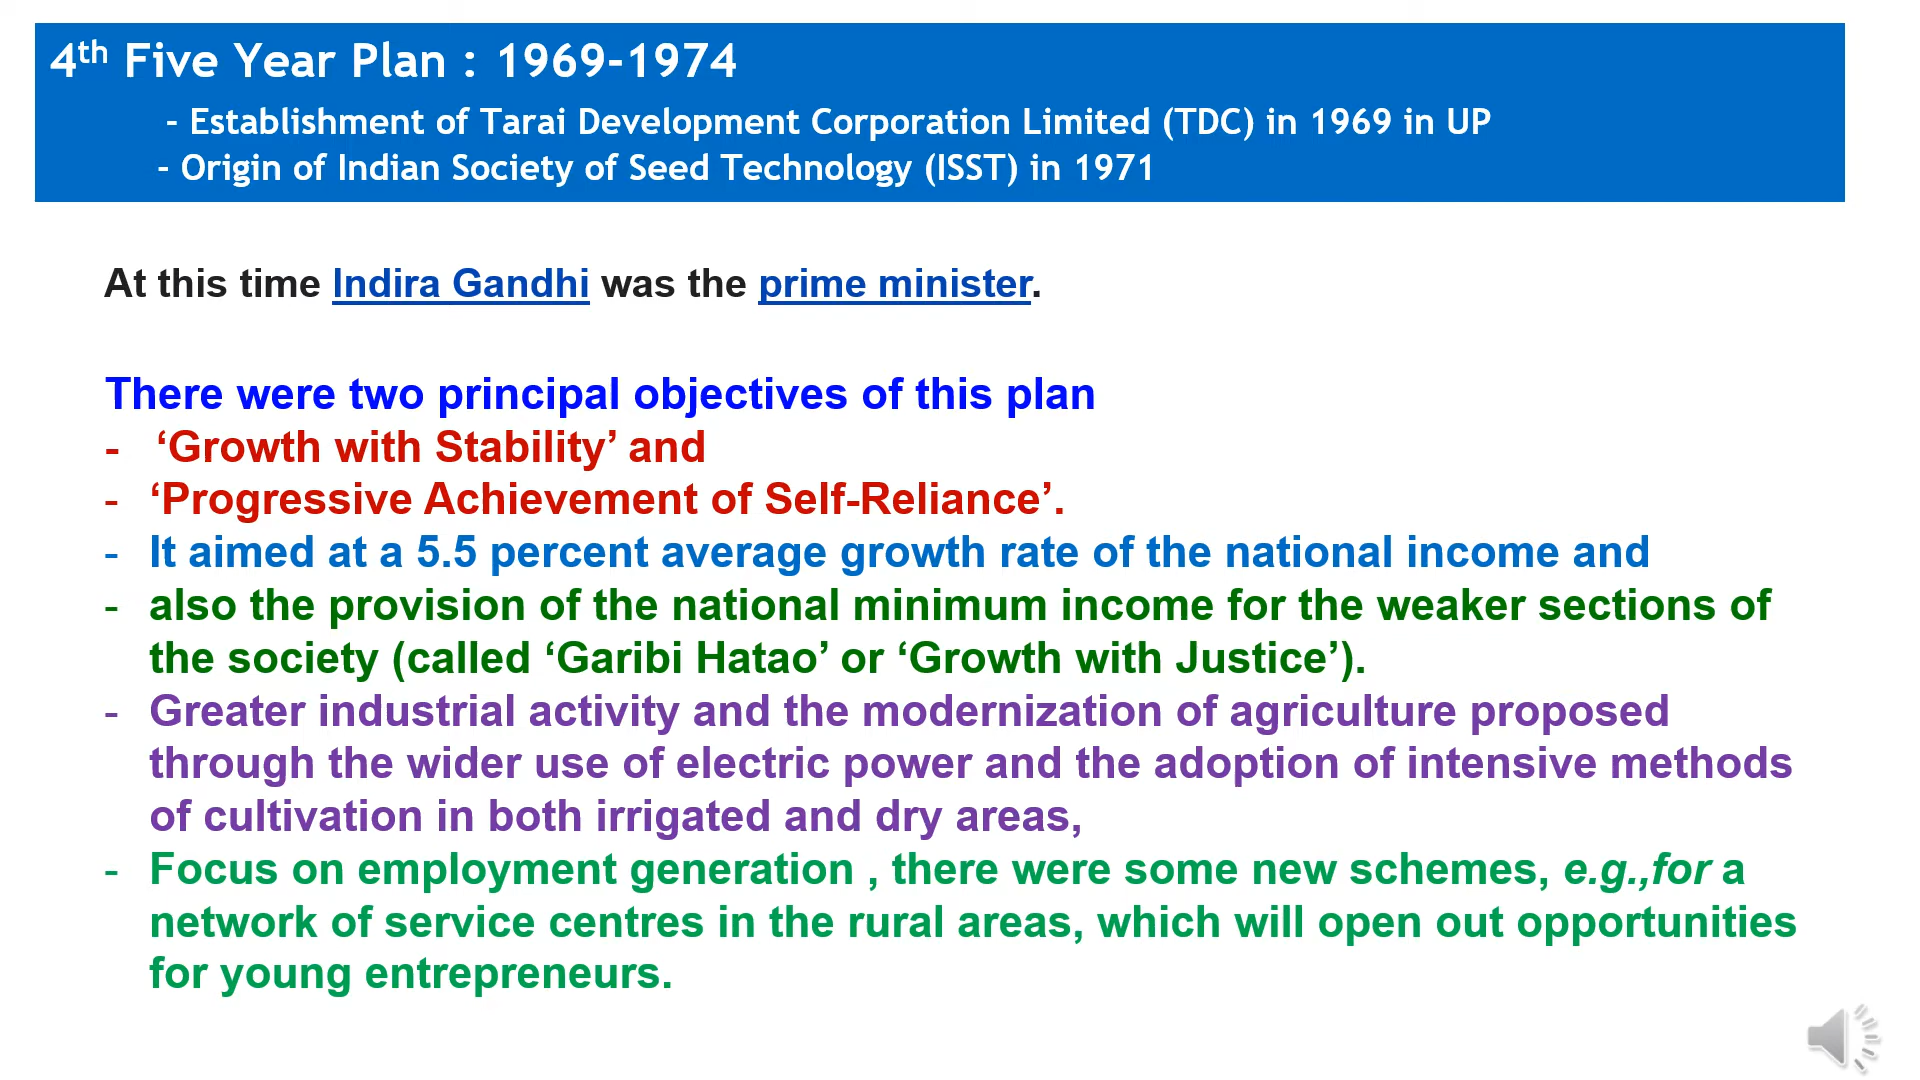 4th Five Year Plan : 1969-1974
- Establishment of Tarai Development Corporation Limited (TDC) in 1969 in UP
- Origin of Indian Society of Seed Technology (ISST) in 1971
At this time Indira Gandhi was the prime minister.
There were two principal objectives of this plan
- ‘Growth with Stability’ and
- ‘Progressive Achievement of Self-Reliance’.
- It aimed at a 5.5 percent average growth rate of the national income and
- also the provision of the national minimum income for the weaker sections of
the society (called ‘Garibi Hatao’ or ‘Growth with Justice’).
- Greater industrial activity and the modernization of agriculture proposed
through the wider use of electric power and the adoption of intensive methods
of cultivation in both irrigated and dry areas,
- Focus on employment generation , there were some new schemes, e.g.,for a
network of service centres in the rural areas, which will open out opportunities
for young entrepreneurs.